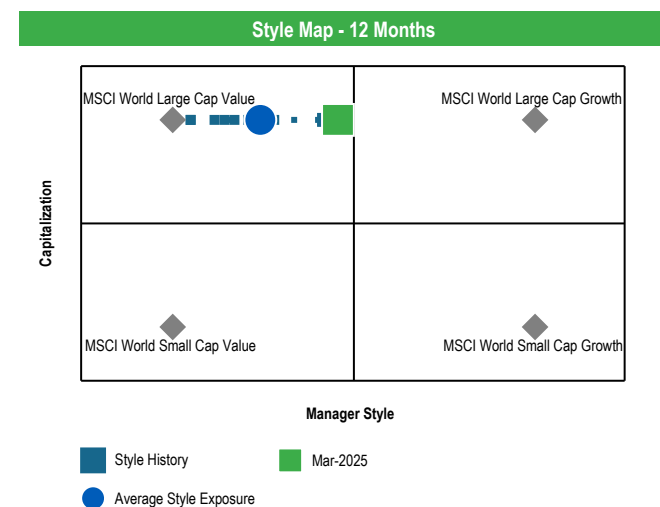 Style Map - 12 Months
MSCI World Large Cap Value
MSCI World Large Cap Growth
Capitalization
MSCI World Small Cap Value
MSCI World Small Cap Growth
Manager Style
Style History
Mar-2025
Average Style Exposure